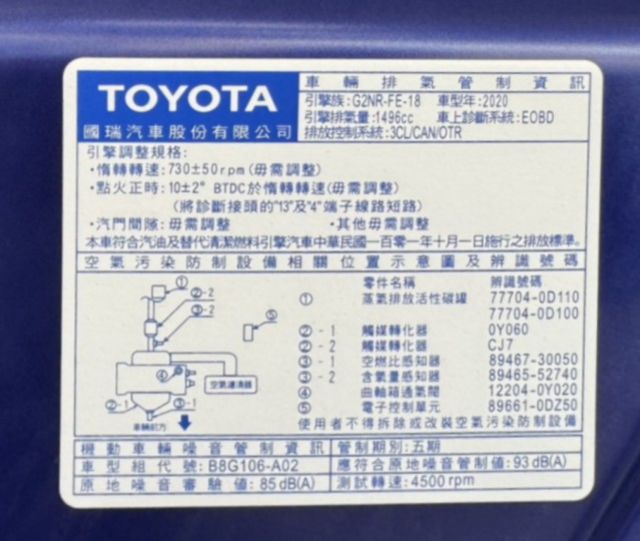 TOYOTA
國瑞汽車股份有限公司
車輛排氣管制資訊
引擎族:G2NR-FE-18 車型年:2020
引擎排氣量:1496cc 車上診斷系統:EOBD
排放控制系統:3CL/CAN/OTR
引擎調整規格:
·惰轉轉速:730±50rpm(毋需調整)
·點火正時:10±2° BTDC於惰轉轉速(毋需調整)
(將診斷接頭的"13"及"4"端子線路短路)
·汽門間隙:毋需調整 ·其他毋需調整
本車符合汽油及替代清潔燃料引擎汽車中華民國一百零一年十月一日施行之排放標準。
空氣污染防制設備相關位置示意圖及辨識號碼
零件名稱 辨識號碼
① 蒸氣排放活性碳罐 77704-0D110
77704-0D100
②-1 觸媒轉化器 0Y060
②-2 觸媒轉化器 CJ7
③-1 空燃比感知器 89467-30050
③-2 含氧量感知器 89465-52740
④ 曲軸箱通氣閥 12204-0Y020
⑤ 電子控制單元 89661-0DZ50
使用者不得拆除或改裝空氣污染防制設備
①
②-2
③-2
⑤
④
空氣濾清器
②-1
③-1
車輛前方
機動車輛噪音管制資訊 管制期別:五期
車型組代號:B8G106-A02 應符合原地噪音管制值:93dB(A)
原地噪音審驗值:85dB(A) 測試轉速:4500rpm